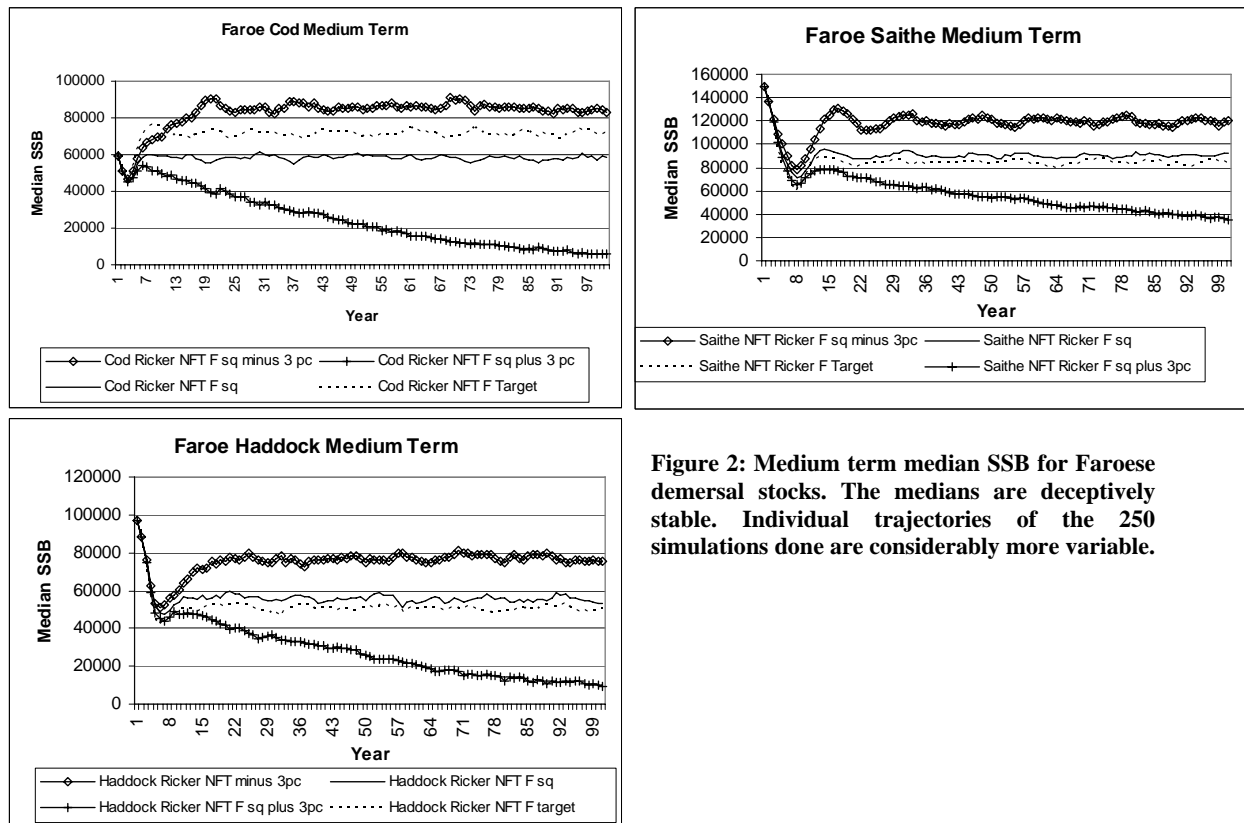 Faroe Cod Medium Term
Median SSB
100000
80000
60000
40000
20000
0
1
7
13
19
25
31
37
43
49
55
61
67
73
79
85
91
97
Year
Cod Ricker NFT F sq minus 3 pc
Cod Ricker NFT F sq plus 3 pc
Cod Ricker NFT F sq
Cod Ricker NFT F Target
Faroe Saithe Medium Term
Median SSB
160000
140000
120000
100000
80000
60000
40000
20000
0
1
8
15
22
29
36
43
50
57
64
71
78
85
92
99
Year
Saithe NFT Ricker F sq minus 3pc
Saithe NFT Ricker F sq
Saithe NFT Ricker F Target
Saithe NFT Ricker F sq plus 3pc
Faroe Haddock Medium Term
Median SSB
120000
100000
80000
60000
40000
20000
0
1
8
15
22
29
36
43
50
57
64
71
78
85
92
99
Year
Haddock Ricker NFT minus 3pc
Haddock Ricker NFT F sq
Haddock Ricker NFT F sq plus 3pc
Haddock Ricker NFT F target
Figure 2: Medium term median SSB for Faroese
demersal stocks. The medians are deceptively
stable. Individual trajectories of the 250
simulations done are considerably more variable.